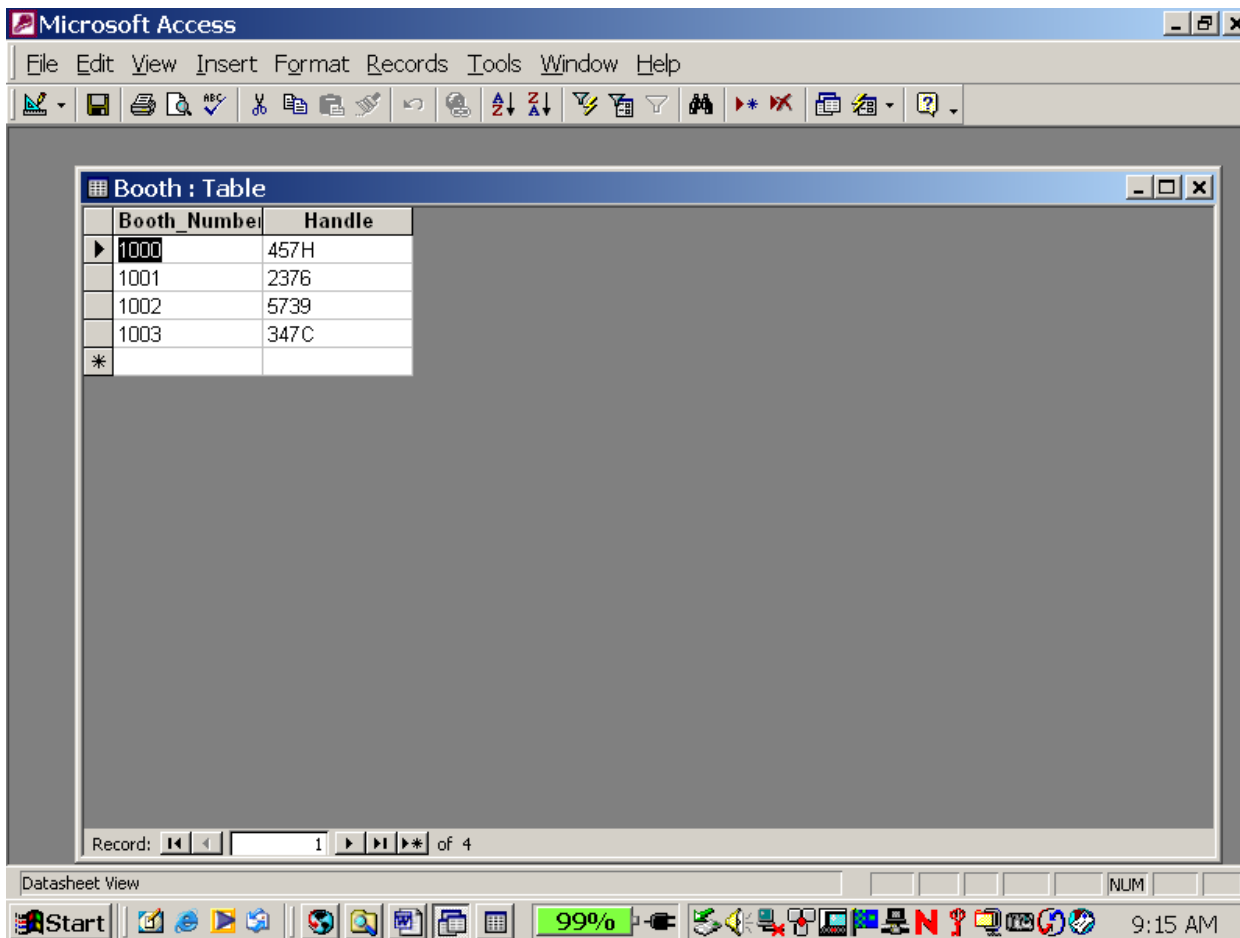 Microsoft Access
File Edit View Insert Format Records Tools Window Help
Booth : Table
Booth_Number Handle
1000 457H
1001 2376
1002 5739
1003 347C
Record: 1 of 4
Datasheet View NUM
Start 99% 9:15 AM